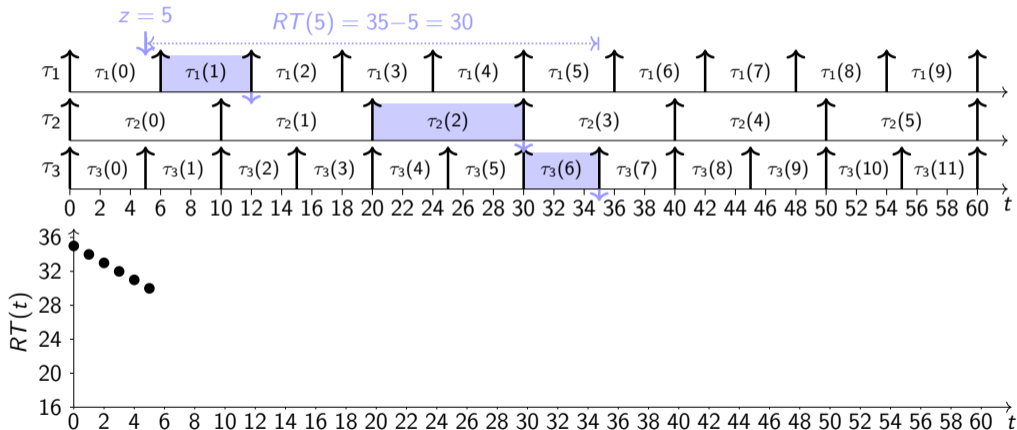 z = 5
RT(5) = 35−5 = 30
τ1 τ1(0) τ1(1) τ1(2) τ1(3) τ1(4) τ1(5) τ1(6) τ1(7) τ1(8) τ1(9)
τ2 τ2(0) τ2(1) τ2(2) τ2(3) τ2(4) τ2(5)
τ3 τ3(0) τ3(1) τ3(2) τ3(3) τ3(4) τ3(5) τ3(6) τ3(7) τ3(8) τ3(9) τ3(10) τ3(11)
0 2 4 6 8 10 12 14 16 18 20 22 24 26 28 30 32 34 36 38 40 42 44 46 48 50 52 54 56 58 60 t
36
32
28
24
20
16
RT(t)
0 2 4 6 8 10 12 14 16 18 20 22 24 26 28 30 32 34 36 38 40 42 44 46 48 50 52 54 56 58 60 t